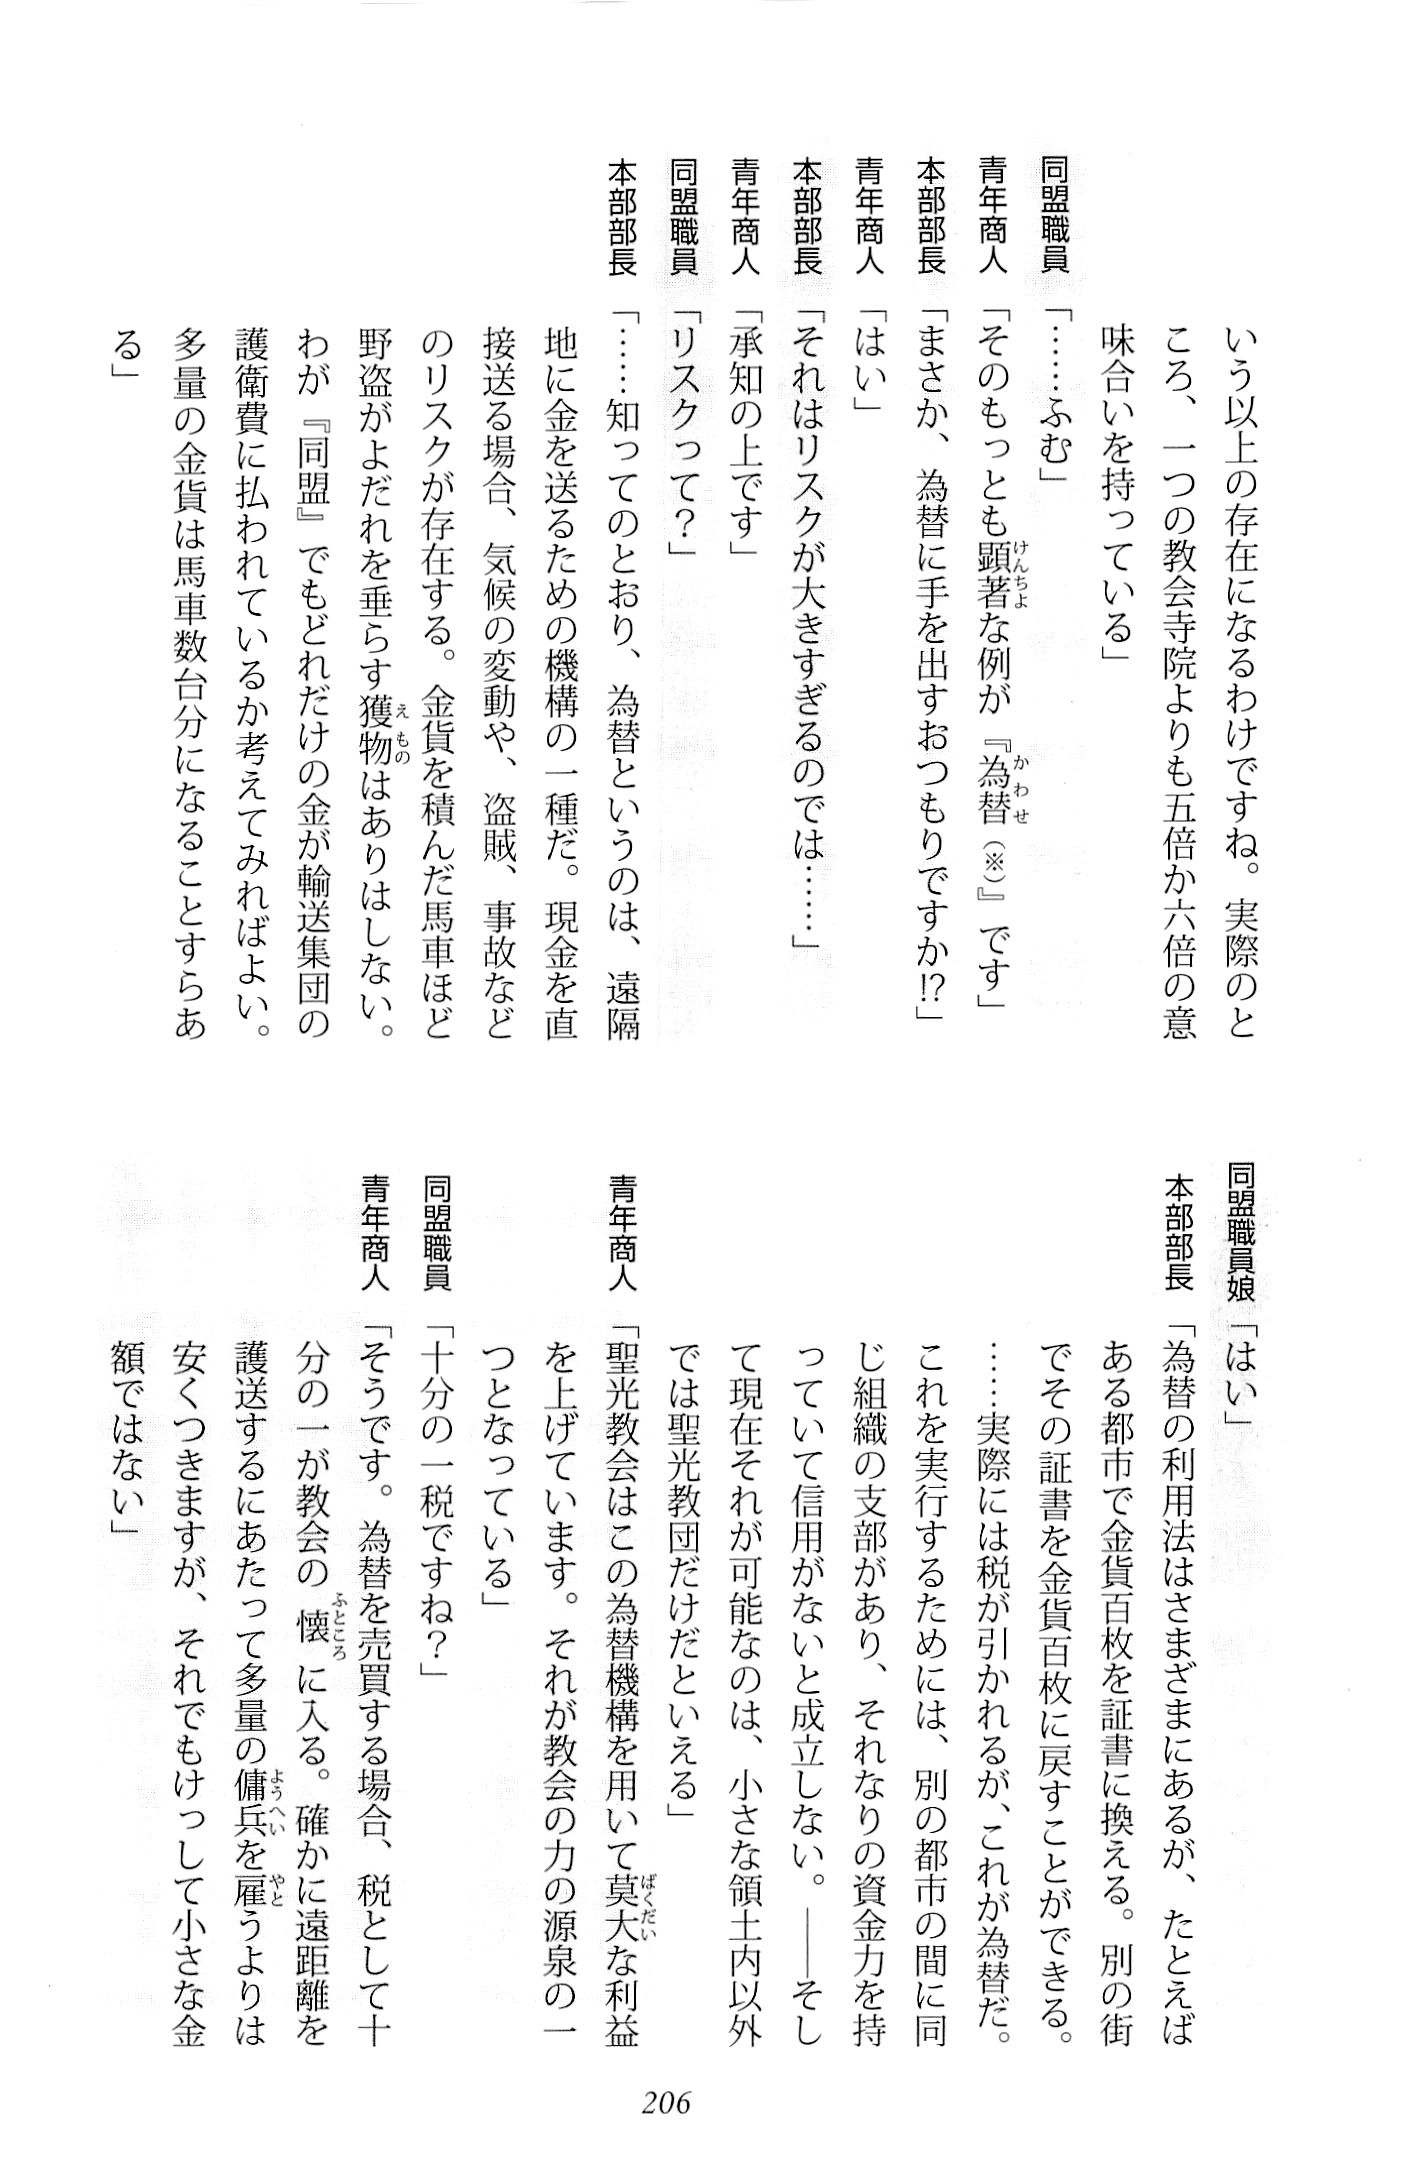 いう以上の存在になるわけですね。実際のと
ころ、一つの教会寺院よりも五倍か六倍の意
味合いを持っている」
同盟職員「……ふむ」
青年商人「そのもっとも顕著な例が『為替（※）』です」
本部部長「まさか、為替に手を出すおつもりですか!?」
青年商人「はい」
本部部長「それはリスクが大きすぎるのでは……」
青年商人「承知の上です」
同盟職員「リスクって？」
本部部長「……知ってのとおり、為替というのは、遠隔
地に金を送るための機構の一種だ。現金を直
接送る場合、気候の変動や、盗賊、事故など
のリスクが存在する。金貨を積んだ馬車ほど
野盗がよだれを垂らす獲物はありはしない。
わが『同盟』でもどれだけの金が輸送集団の
護衛費に払われているか考えてみればよい。
多量の金貨は馬車数台分になることすらあ
る」
同盟職員娘「はい」
本部部長「為替の利用法はさまざまにあるが、たとえば
ある都市で金貨百枚を証書に換える。別の街
でその証書を金貨百枚に戻すことができる。
……実際には税が引かれるが、これが為替だ。
これを実行するためには、別の都市の間に同
じ組織の支部があり、それなりの資金力を持
っていて信用がないと成立しない。――そし
て現在それが可能なのは、小さな領土内以外
では聖光教団だけだといえる」
青年商人「聖光教会はこの為替機構を用いて莫大な利益
を上げています。それが教会の力の源泉の一
つとなっている」
同盟職員「十分の一税ですね？」
青年商人「そうです。為替を売買する場合、税として十
分の一が教会の懐に入る。確かに遠距離を
護送するにあたって多量の傭兵を雇うよりは
安くつきますが、それでもけっして小さな金
額ではない」
206